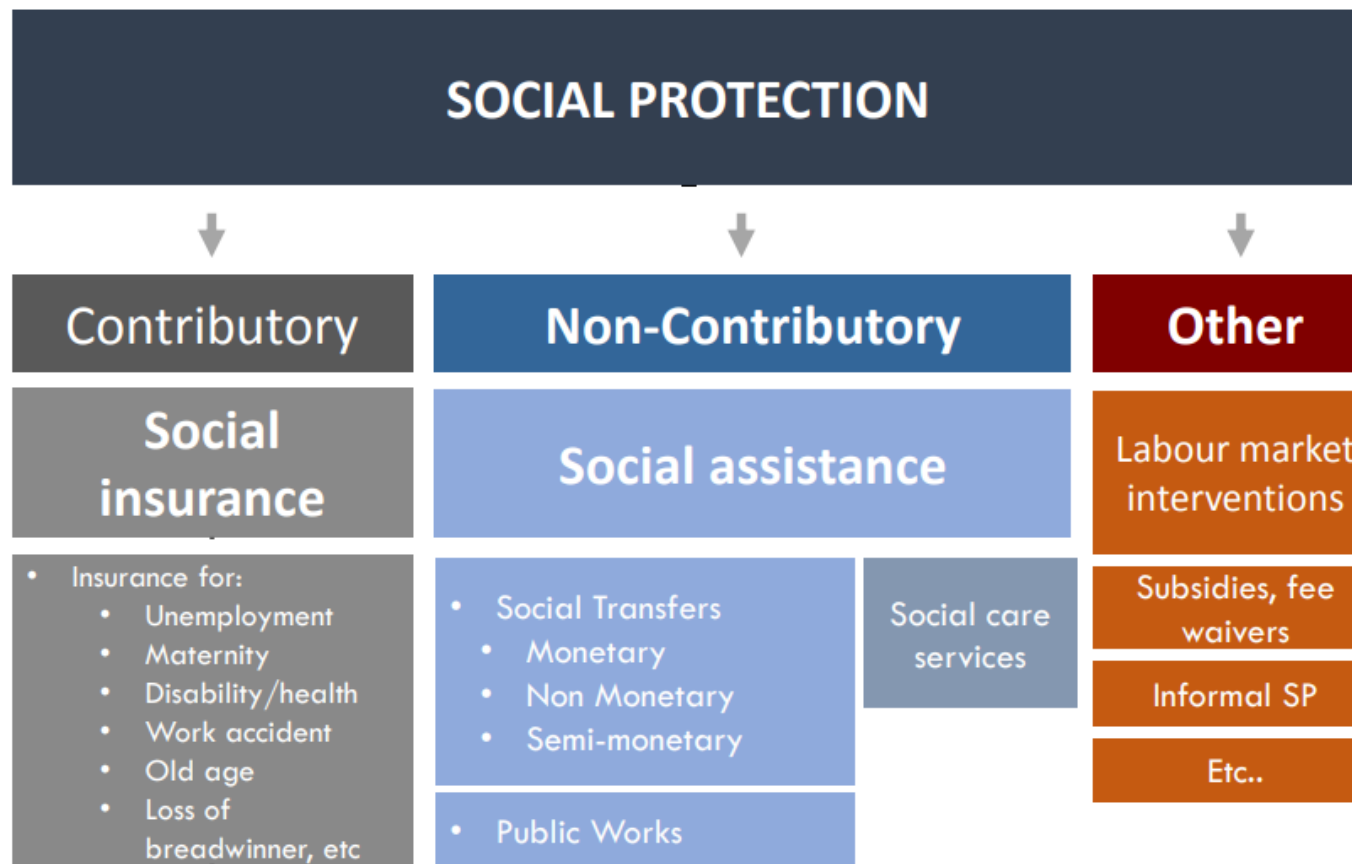 SOCIAL PROTECTION
Contributory
Social
insurance
• Insurance for:
• Unemployment
• Maternity
• Disability/health
• Work accident
• Old age
• Loss of
breadwinner, etc
Non-Contributory
Social assistance
• Social Transfers
• Monetary
• Non Monetary
• Semi-monetary
• Public Works
Social care
services
Other
Labour market
interventions
Subsidies, fee
waivers
Informal SP
Etc..